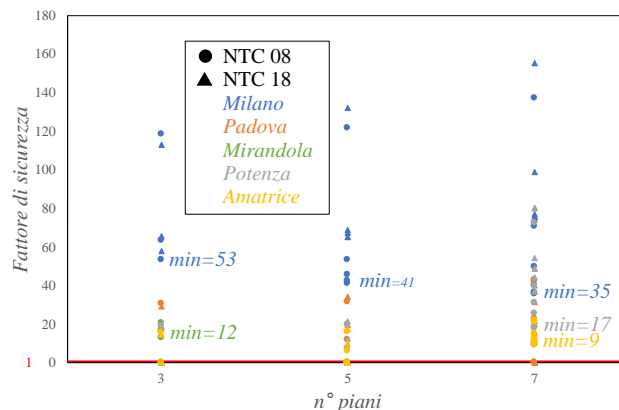 180
160
140
120
100
80
60
40
20
0
1
Fattore di sicurezza
NTC 08
NTC 18
Milano
Padova
Mirandola
Potenza
Amatrice
min=53
min=12
min=41
min=35
min=17
min=9
3
5
7
n° piani